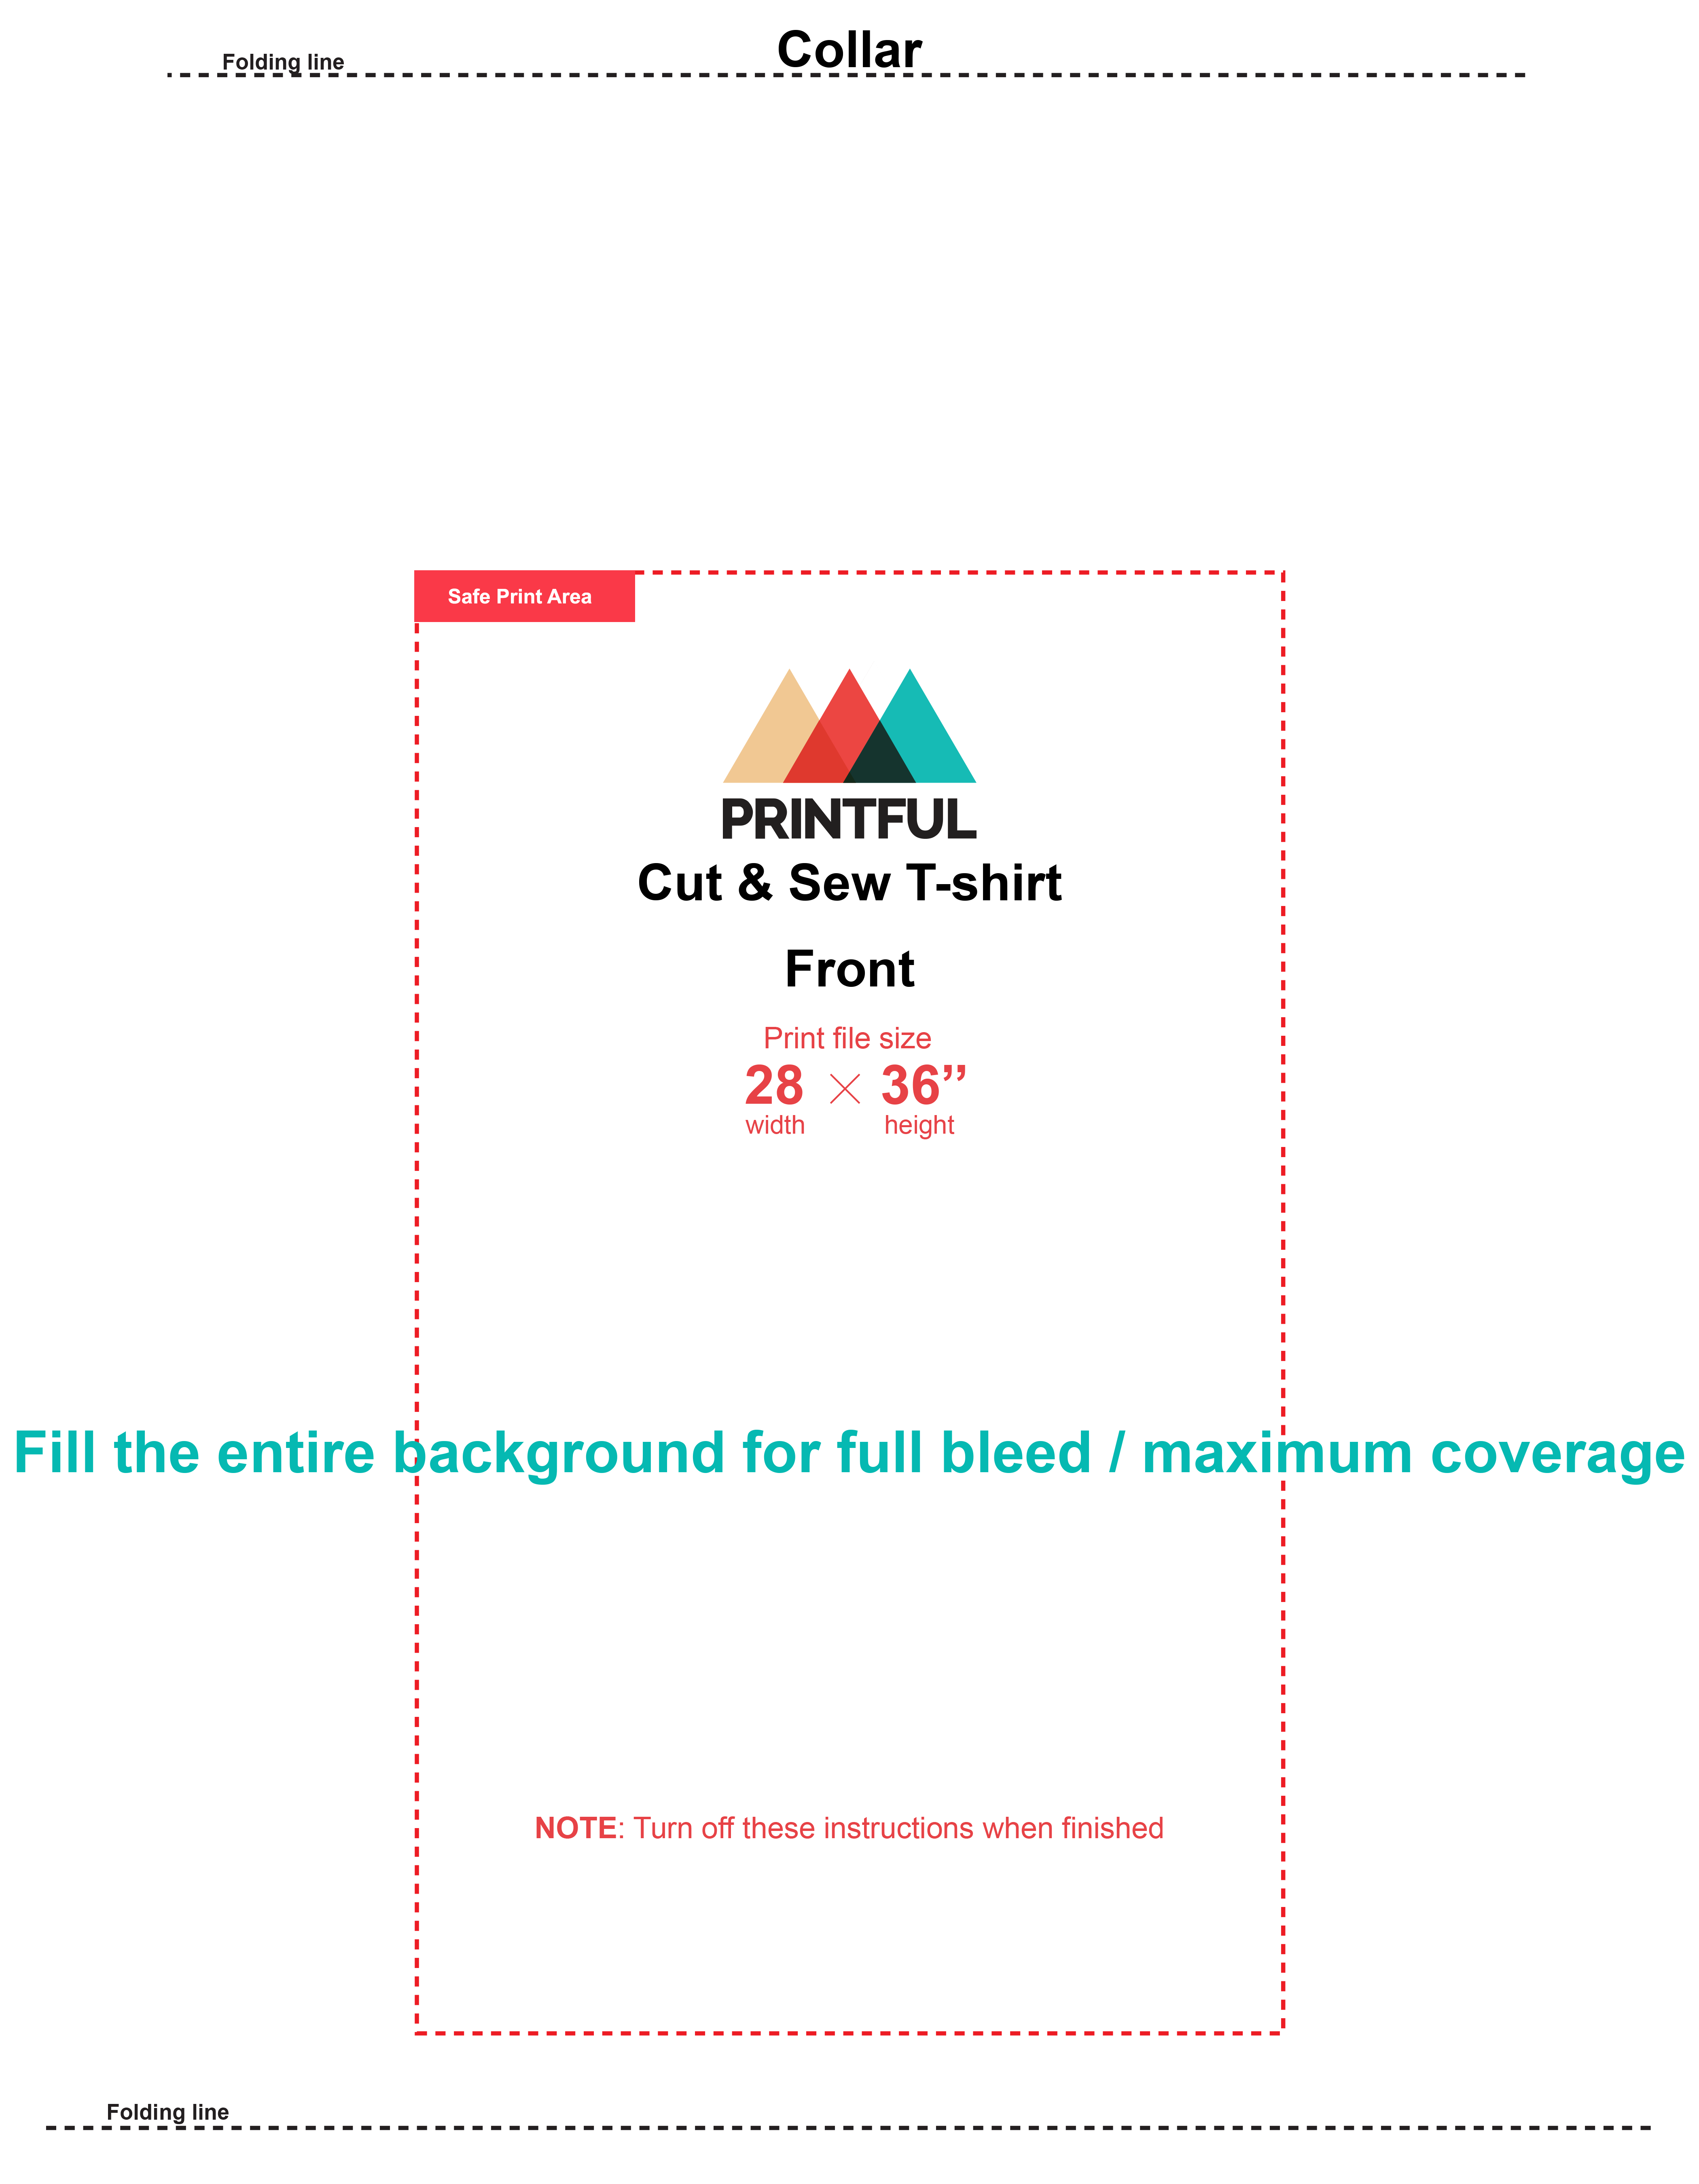 Collar
Folding line
Safe Print Area
PRINTFUL
Cut & Sew T-shirt
Front
Print file size
28 × 36”
width height
Fill the entire background for full bleed / maximum coverage
NOTE: Turn off these instructions when finished
Folding line